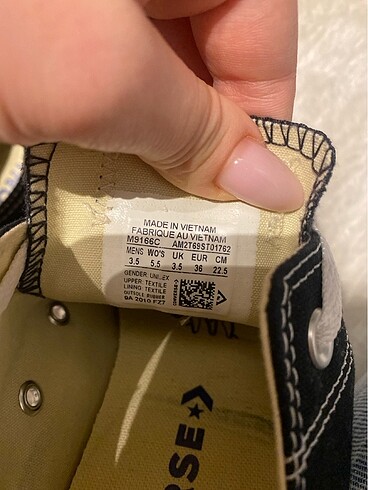 MADE IN VIETNAM
FABRIQUE AU VIETNAM
M9166C AM2T69ST01762
MENS WO'S UK EUR CM
3.5 5.5 3.5 36 22.5
GENDER: UNISEX
UPPER: TEXTILE
LINING: TEXTILE
OUTSOLE: RUBBER